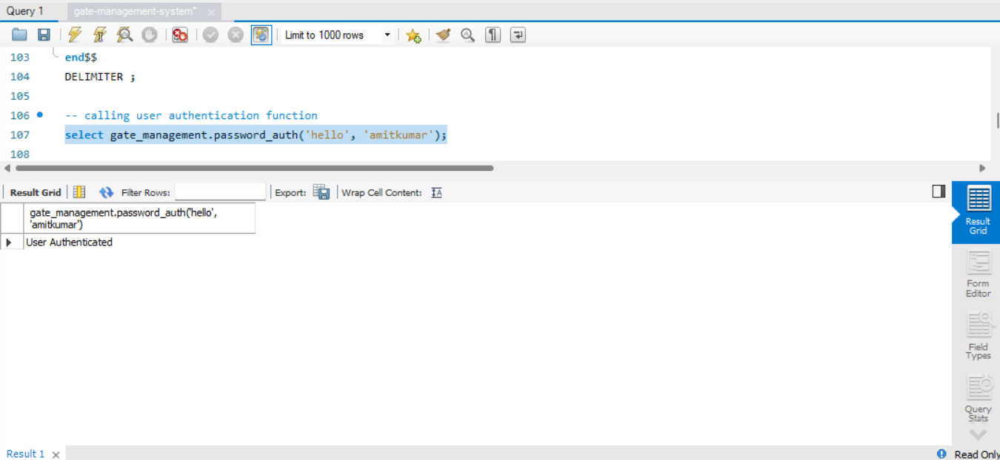 Query 1
gate-management-system*
Limit to 1000 rows
103 end$$
104 DELIMITER ;
105
106 -- calling user authentication function
107 select gate_management.password_auth('hello', 'amitkumar');
108
Result Grid Filter Rows: Export: Wrap Cell Content:
gate_management.password_auth('hello',
'amitkumar')
User Authenticated
Result
Grid
Form
Editor
Field
Types
Query
Stats
Result 1
Read Only